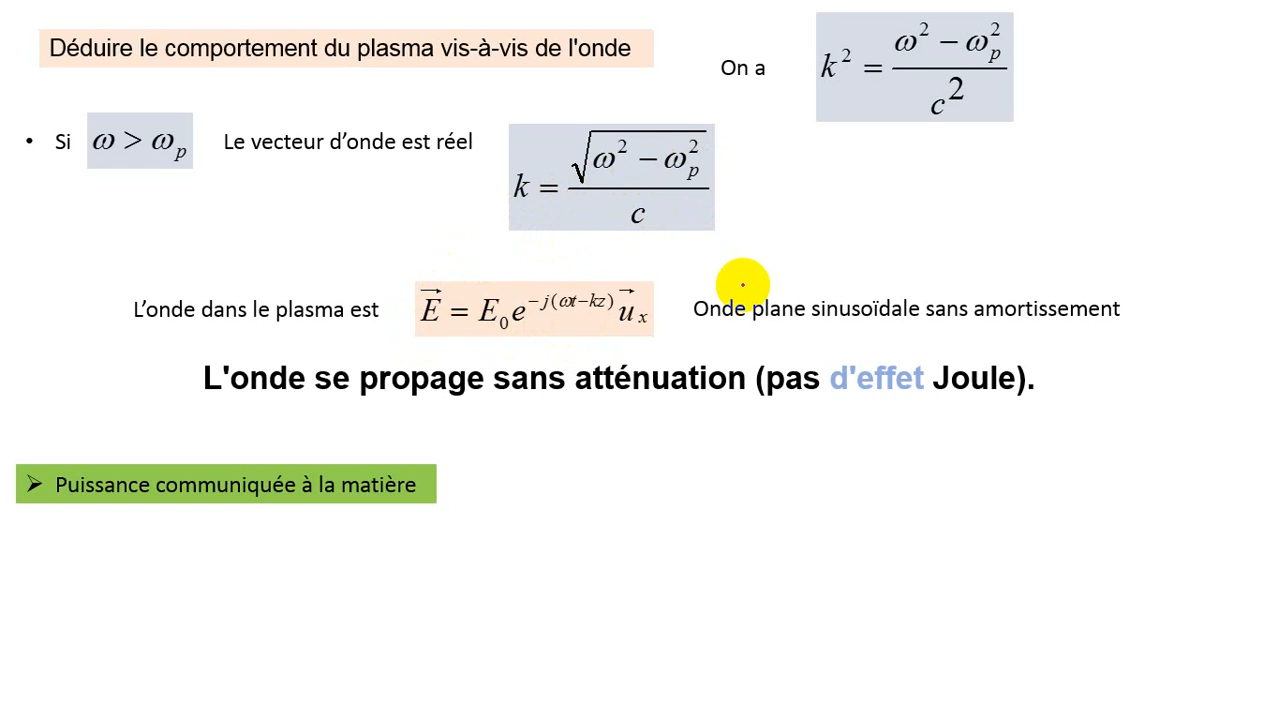 Déduire le comportement du plasma vis-à-vis de l'onde
On a k² = (ω² − ωₚ²) / c²
• Si ω > ωₚ Le vecteur d’onde est réel k = √(ω² − ωₚ²) / c
L’onde dans le plasma est E⃗ = E₀e^(−j(ωt−kz)) u⃗ₓ Onde plane sinusoïdale sans amortissement
L'onde se propage sans atténuation (pas d'effet Joule).
➢ Puissance communiquée à la matière